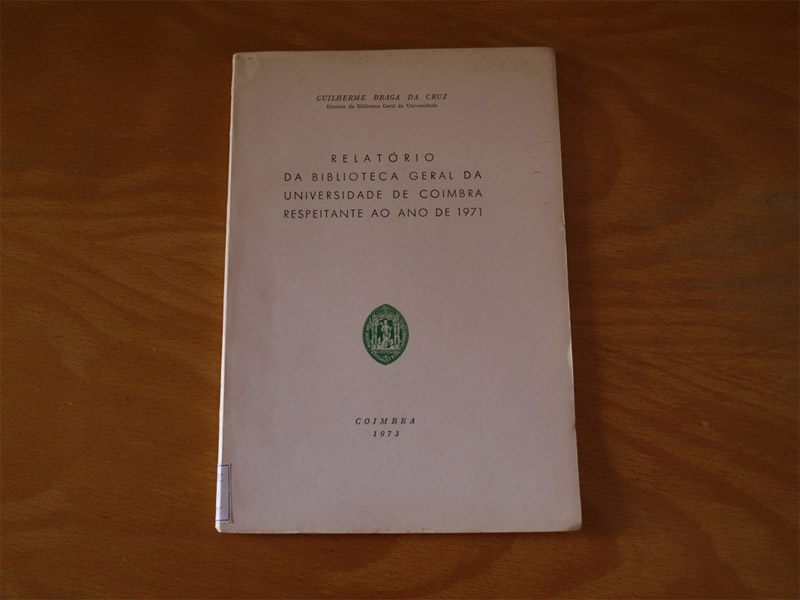 GUILHERME BRAGA DA CRUZ
Director da Biblioteca Geral da Universidade
RELATÓRIO
DA BIBLIOTECA GERAL DA
UNIVERSIDADE DE COIMBRA
RESPEITANTE AO ANO DE 1971
COIMBRA
1973